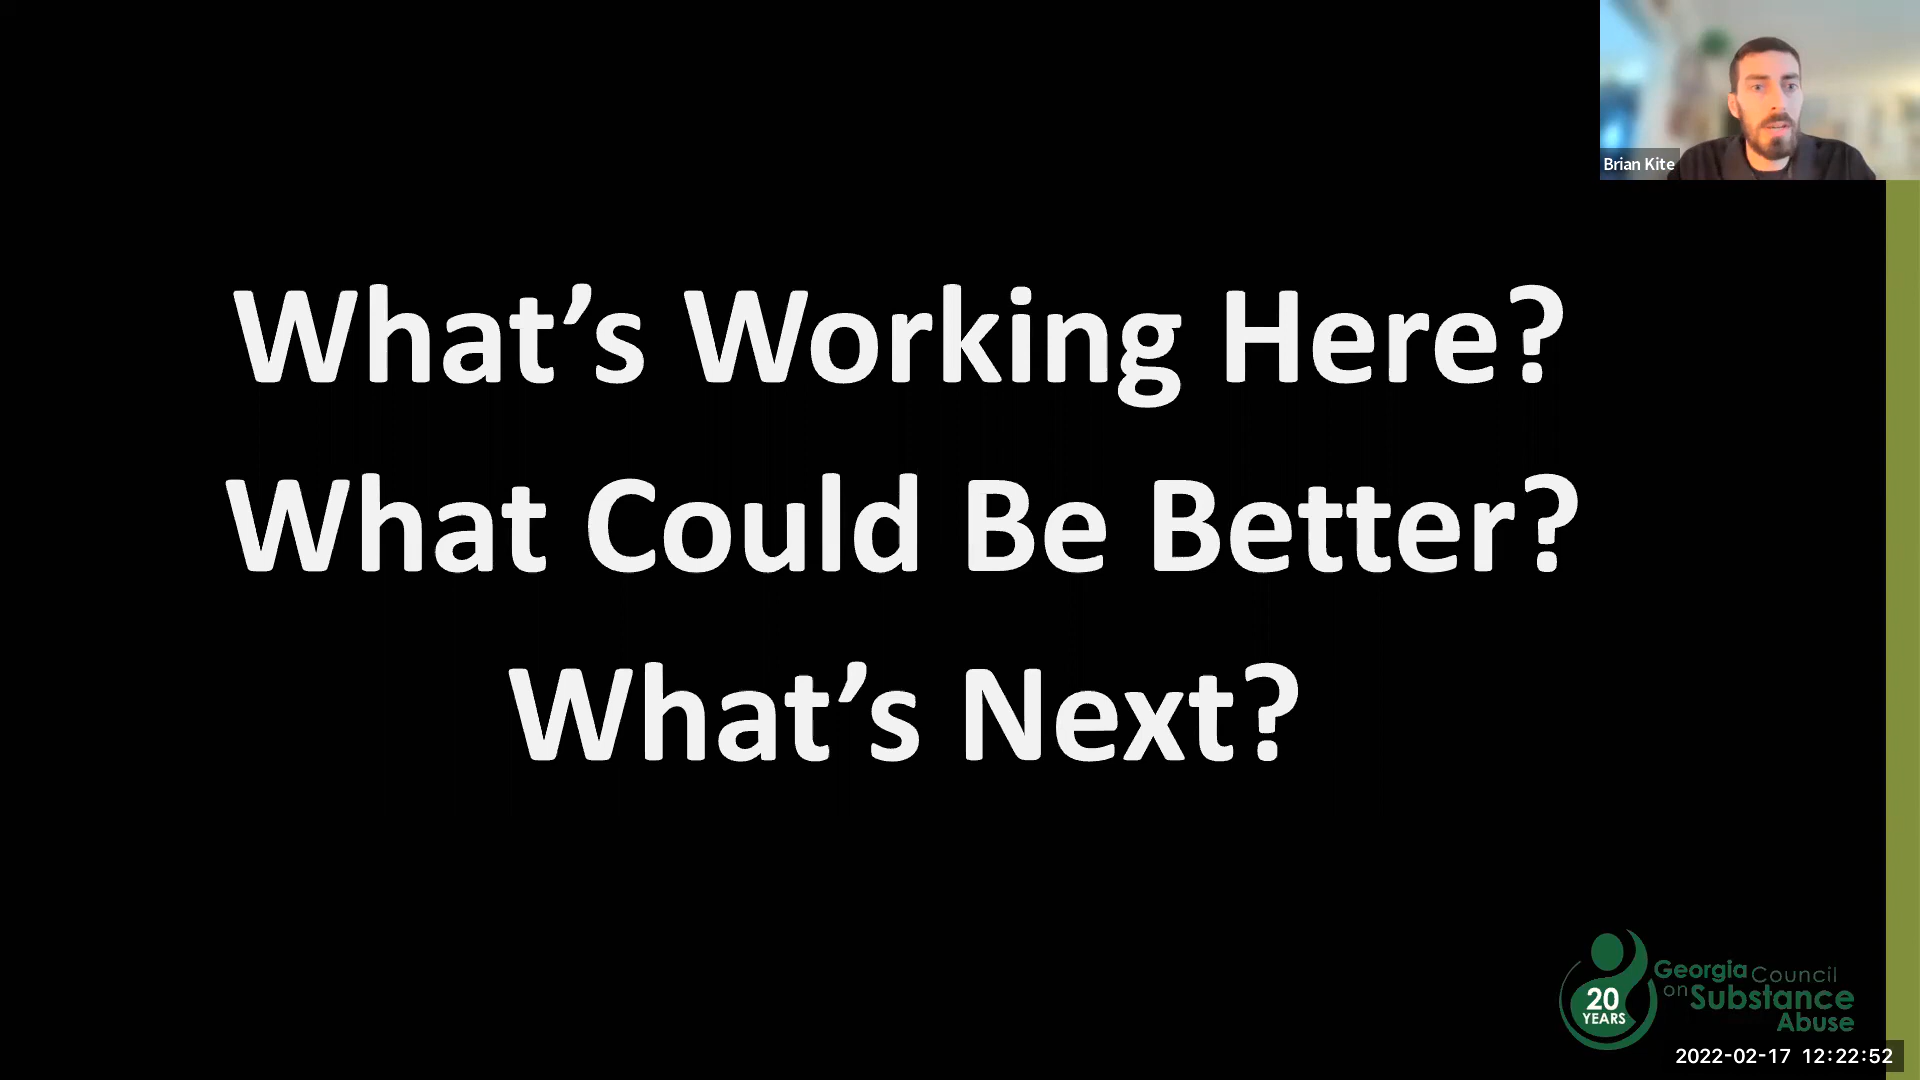 Brian Kite
What’s Working Here?
What Could Be Better?
What’s Next?
20
YEARS
Georgia Council
on Substance
Abuse
2022-02-17 12:22:52